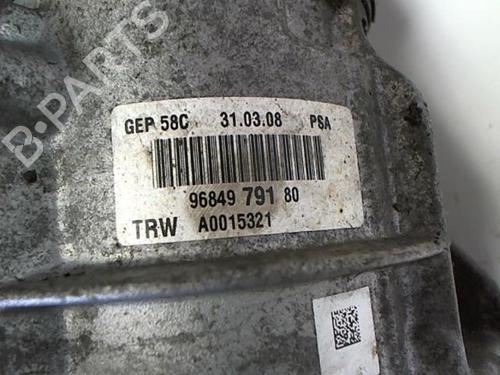 B-PARTS
GEP 58C 31.03.08 PSA
96849 791 80
TRW A0015321